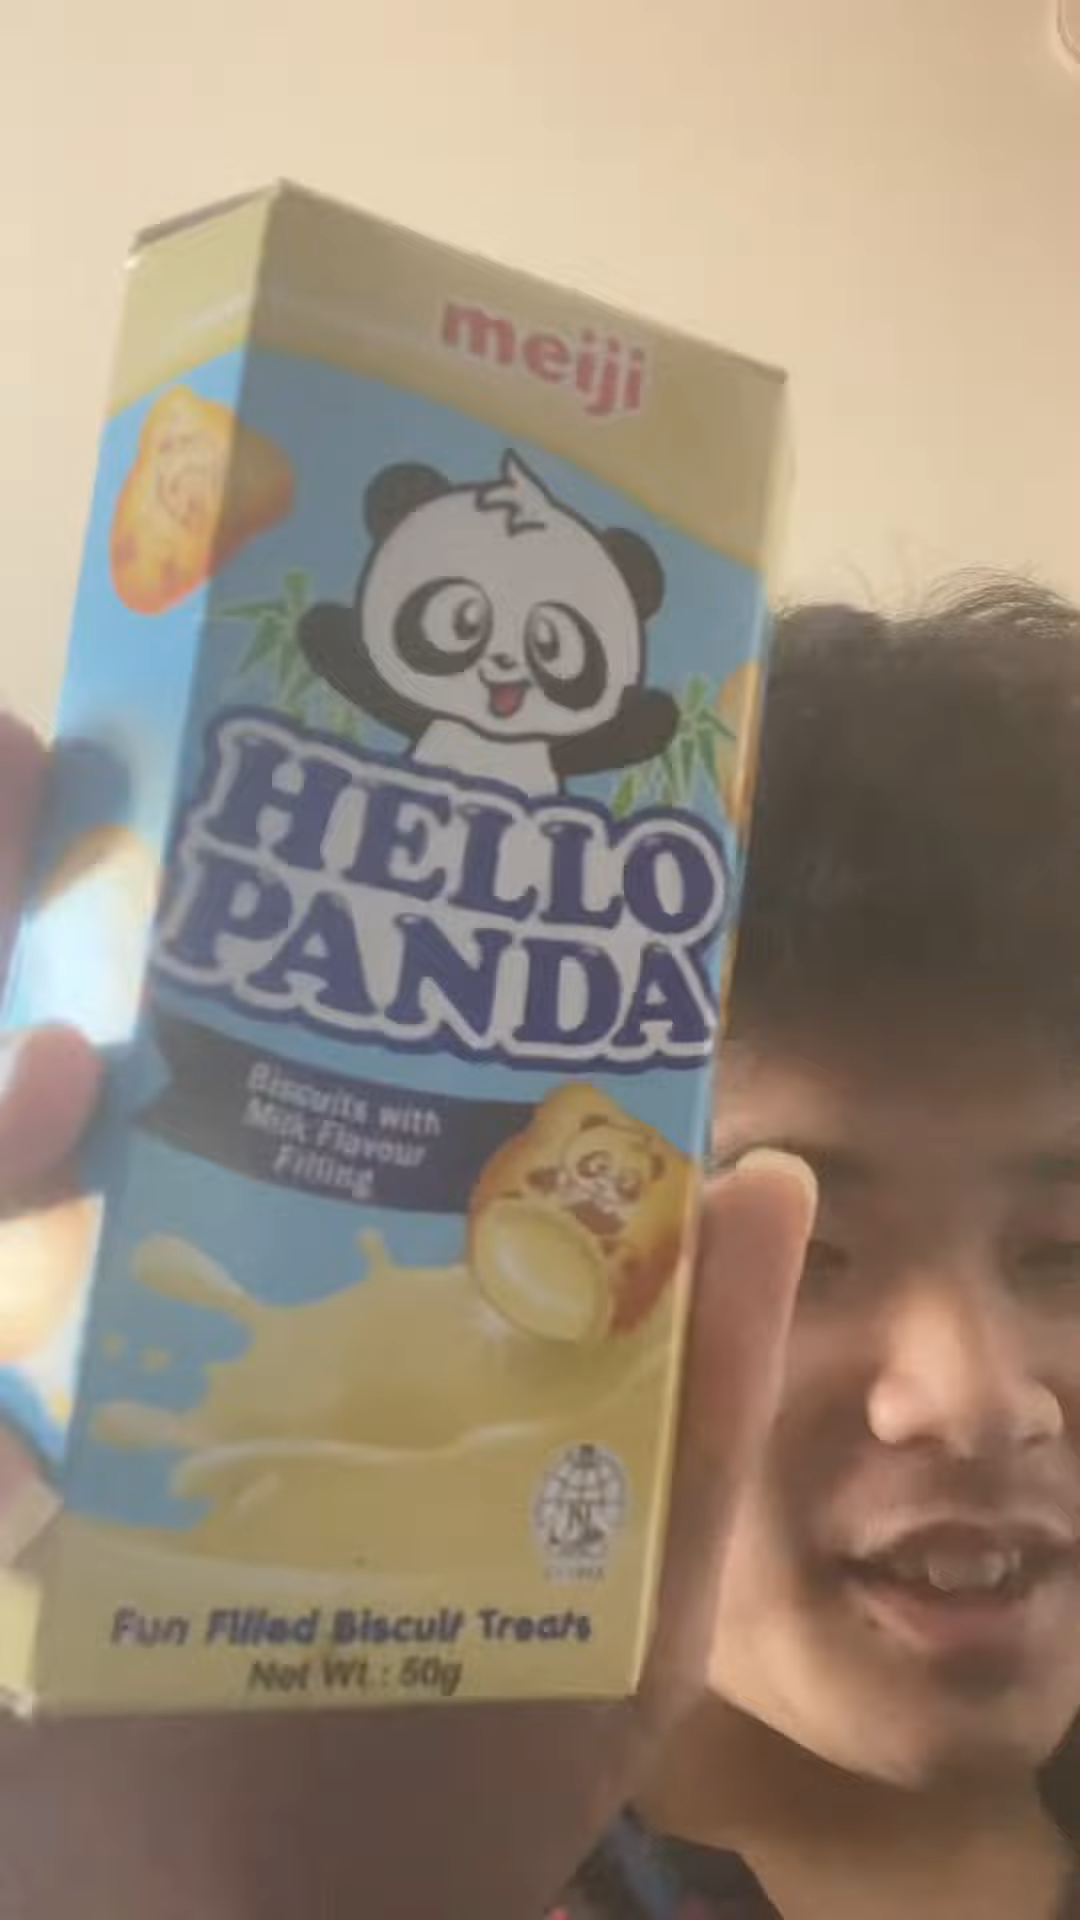 meiji
HELLO
PANDA
Biscuits with
Milk Flavour
Filling
Fun Filled Biscuit Treats
Net Wt.: 50g